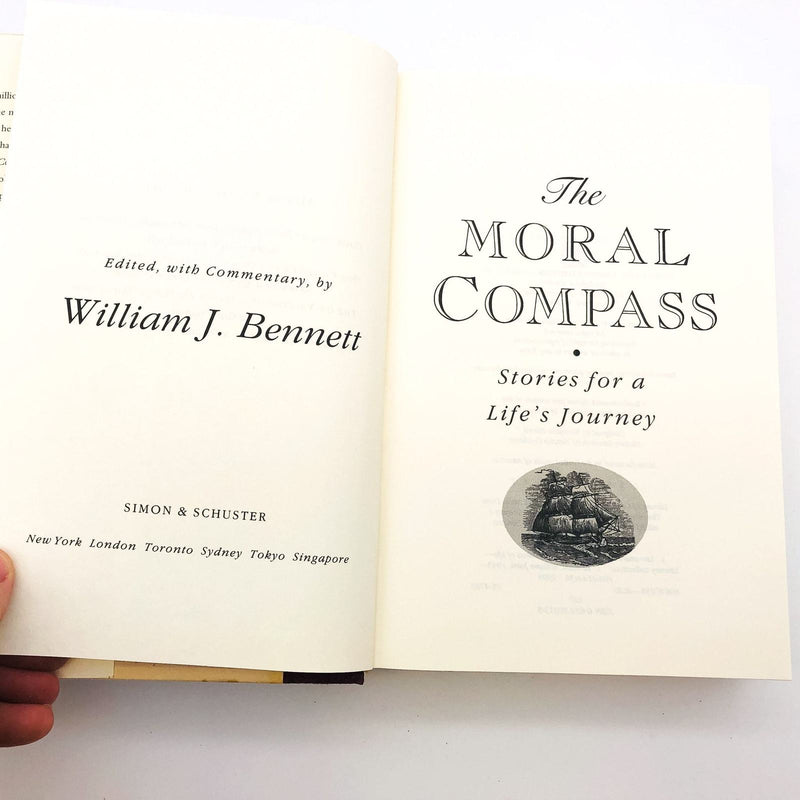 Edited, with Commentary, by
William J. Bennett
SIMON & SCHUSTER
New York London Toronto Sydney Tokyo Singapore
The
MORAL
COMPASS
•
Stories for a
Life's Journey